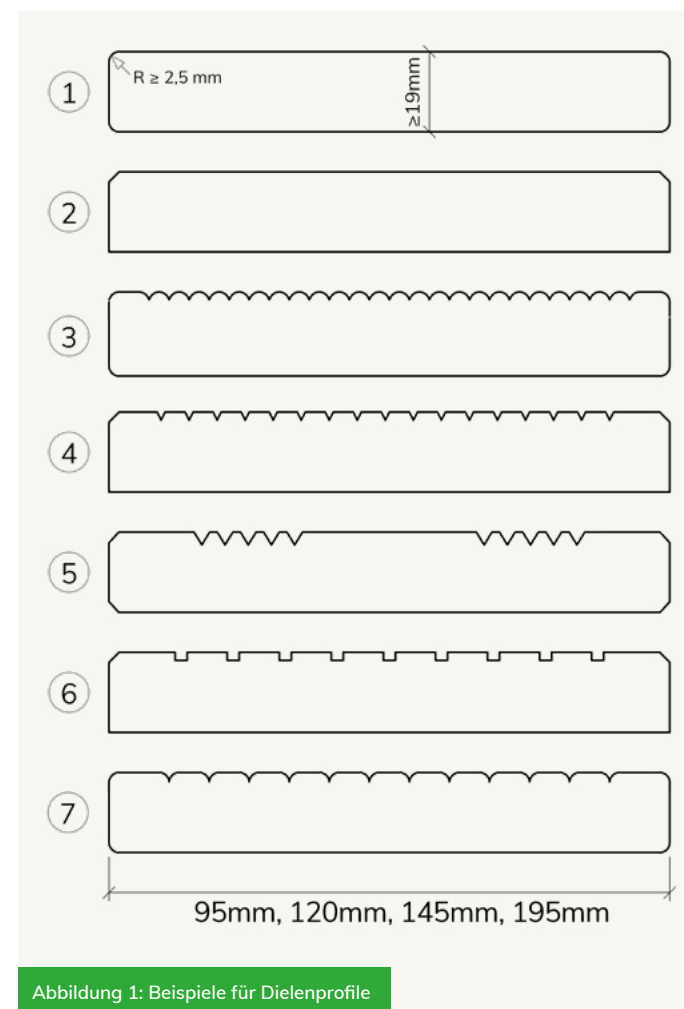 1
R ≥ 2,5 mm
≥19mm
2
3
4
5
6
7
95mm, 120mm, 145mm, 195mm
Abbildung 1: Beispiele für Dielenprofile